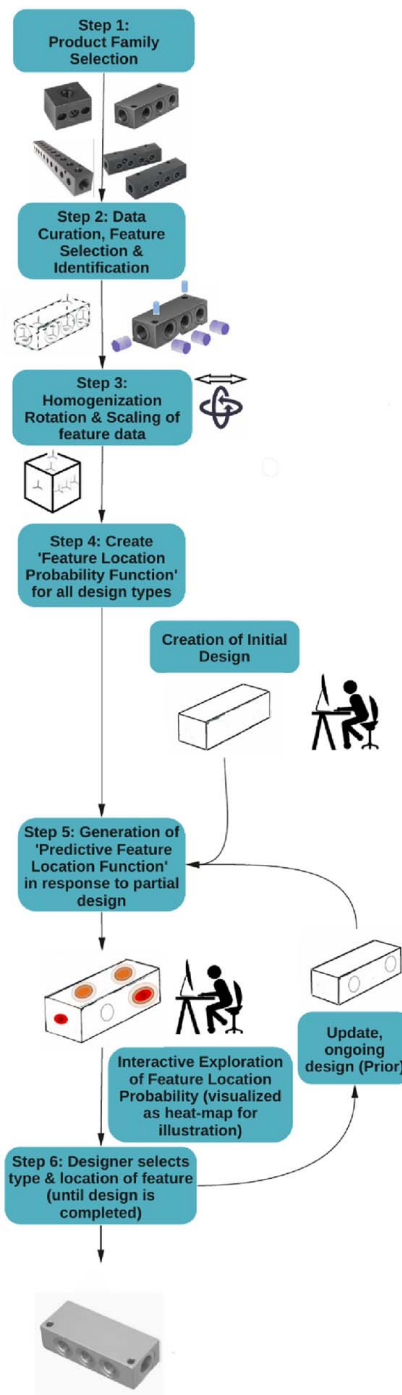 Step 1:
Product Family
Selection
Step 2: Data
Curation, Feature
Selection &
Identification
Step 3:
Homogenization
Rotation & Scaling of
feature data
Step 4: Create
'Feature Location
Probability Function'
for all design types
Creation of Initial
Design
Step 5: Generation of
'Predictive Feature
Location Function'
in response to partial
design
Update,
ongoing
design (Prior)
Interactive Exploration
of Feature Location
Probability (visualized
as heat-map for
illustration)
Step 6: Designer selects
type & location of feature
(until design is
completed)